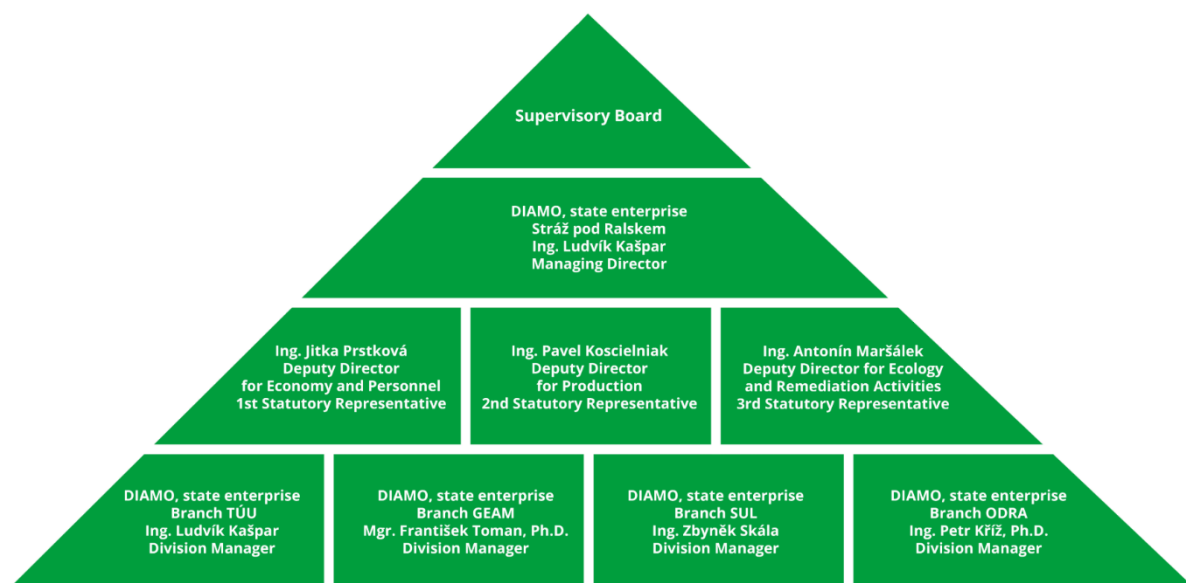 Supervisory Board
DIAMO, state enterprise
Stráž pod Ralskem
Ing. Ludvík Kašpar
Managing Director
Ing. Jitka Prstková
Deputy Director
for Economy and Personnel
1st Statutory Representative
Ing. Pavel Koscielniak
Deputy Director
for Production
2nd Statutory Representative
Ing. Antonín Maršálek
Deputy Director for Ecology
and Remediation Activities
3rd Statutory Representative
DIAMO, state enterprise
Branch TÚU
Ing. Ludvík Kašpar
Division Manager
DIAMO, state enterprise
Branch GEAM
Mgr. František Toman, Ph.D.
Division Manager
DIAMO, state enterprise
Branch SUL
Ing. Zbyněk Skála
Division Manager
DIAMO, state enterprise
Branch ODRA
Ing. Petr Kříž, Ph.D.
Division Manager